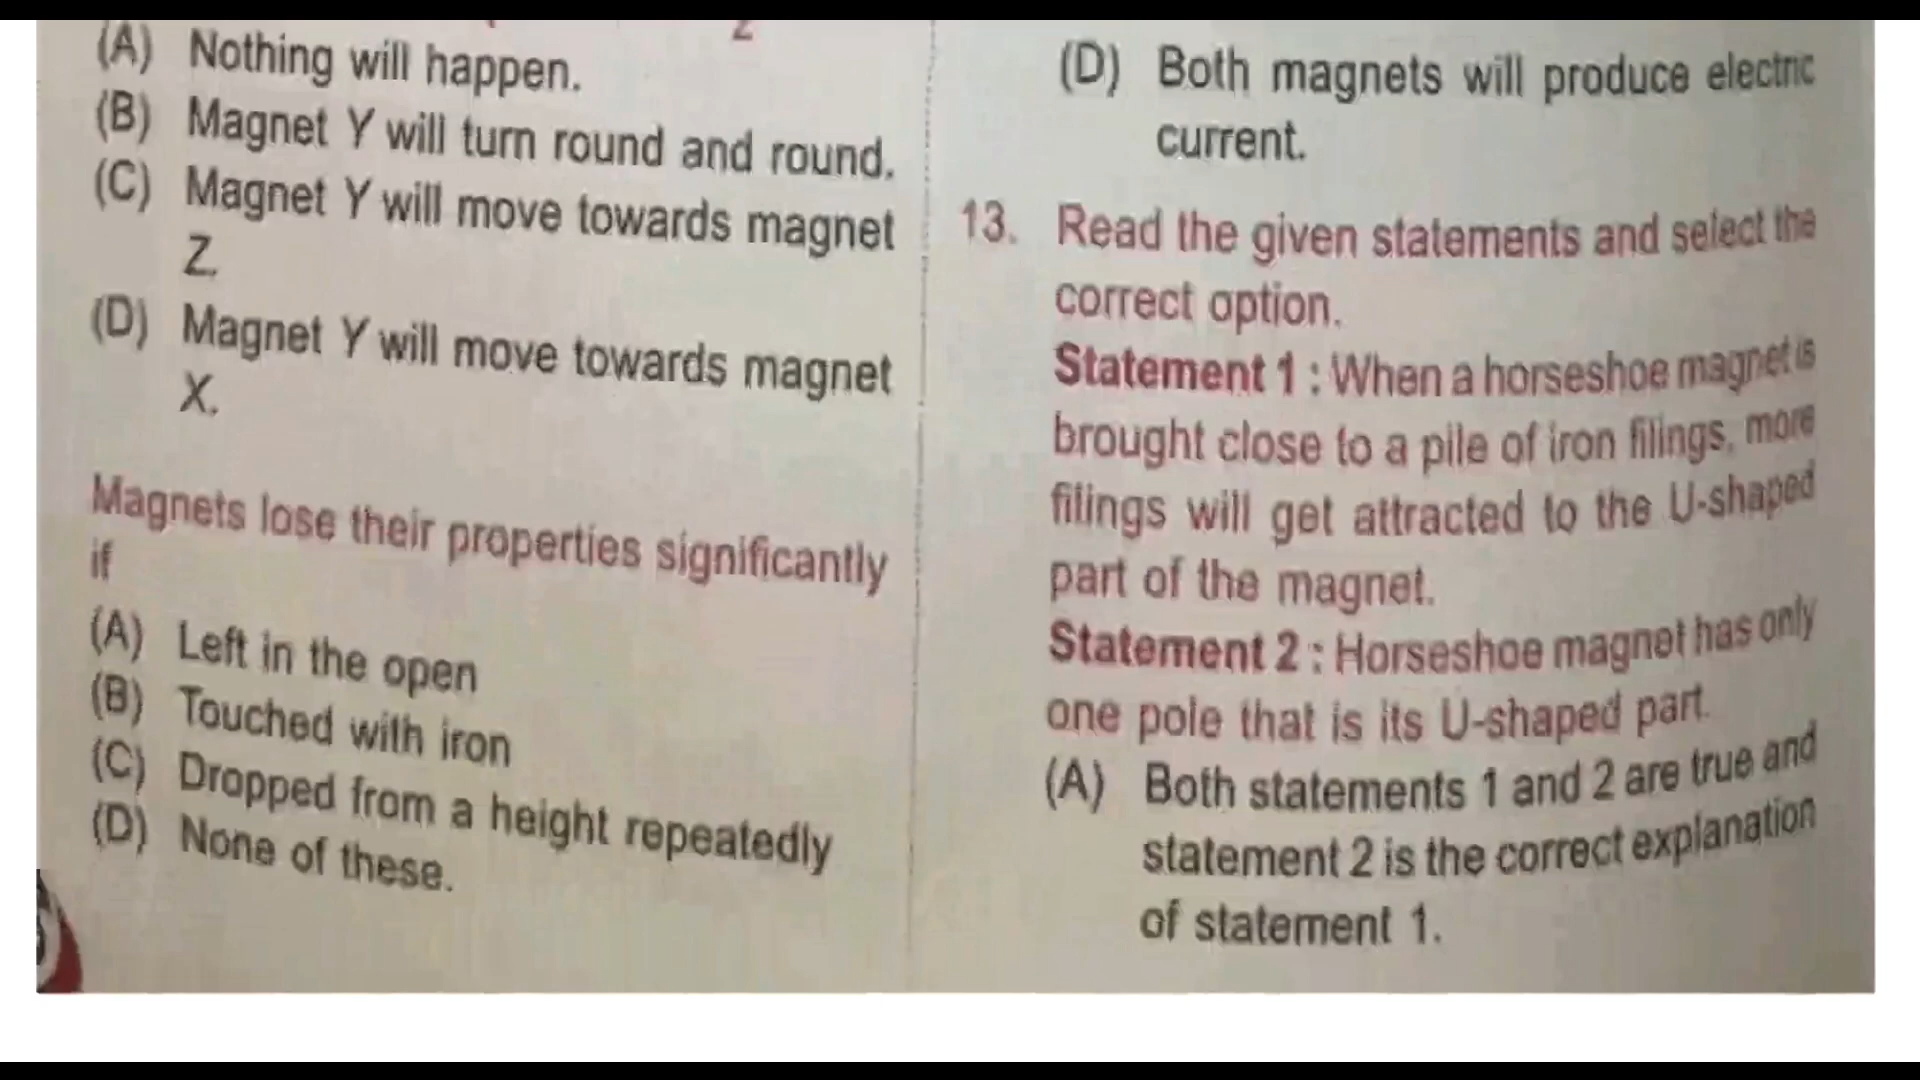 (A) Nothing will happen.
(B) Magnet Y will turn round and round.
(C) Magnet Y will move towards magnet
Z.
(D) Magnet Y will move towards magnet
X.
Magnets lose their properties significantly
if
(A) Left in the open
(B) Touched with iron
(C) Dropped from a height repeatedly
(D) None of these.
(D) Both magnets will produce electric
current.
13. Read the given statements and select the
correct option.
Statement 1 : When a horseshoe magnet is
brought close to a pile of iron filings, more
filings will get attracted to the U-shaped
part of the magnet.
Statement 2 : Horseshoe magnet has only
one pole that is its U-shaped part.
(A) Both statements 1 and 2 are true and
statement 2 is the correct explanation
of statement 1.